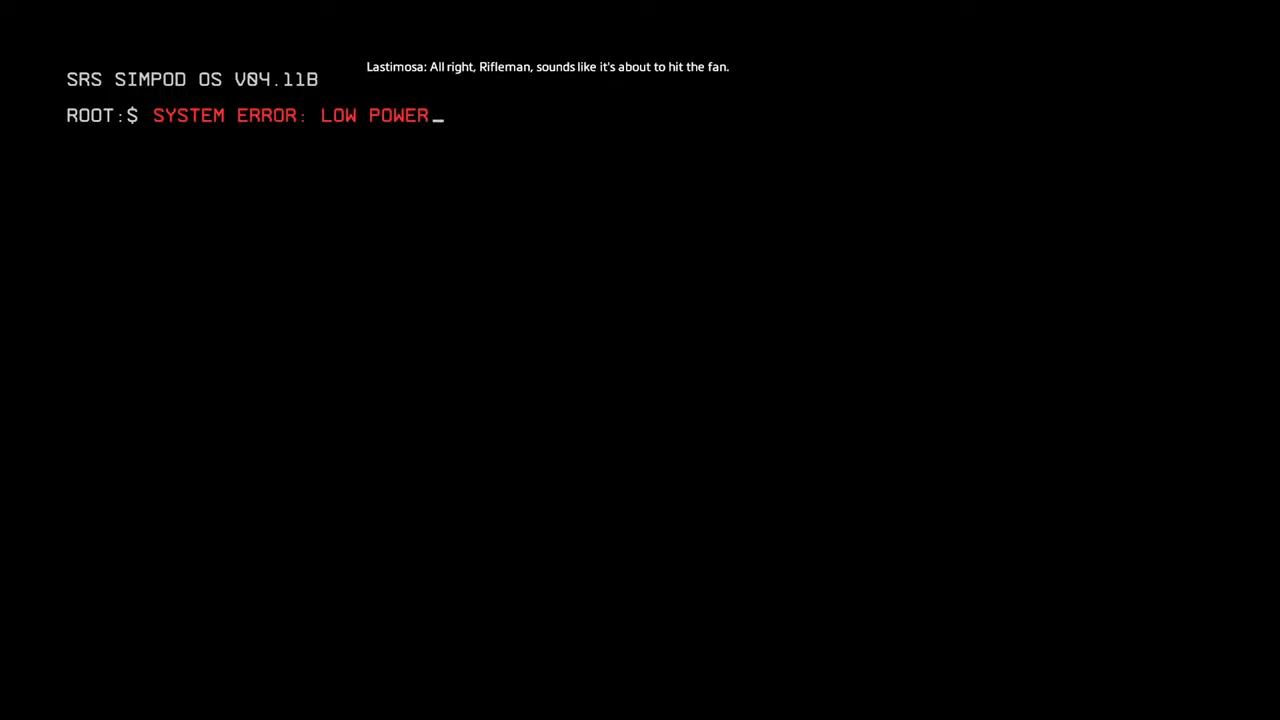 Lastimosa: All right, Rifleman, sounds like it's about to hit the fan.
SRS SIMPOD OS V04.11B
ROOT:$ SYSTEM ERROR: LOW POWER_